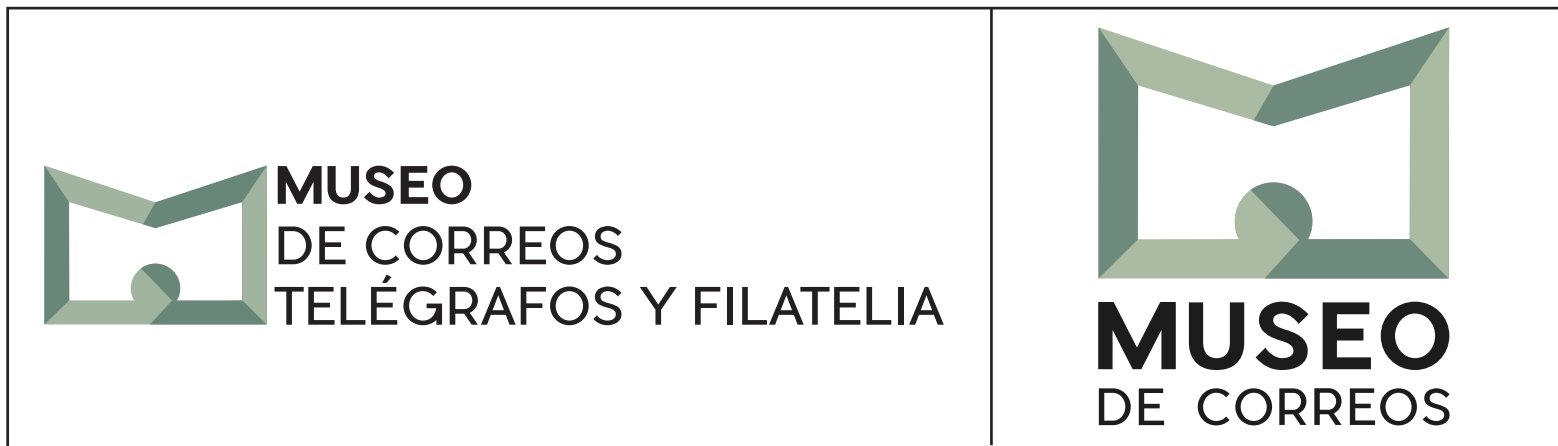 MUSEO
DE CORREOS
TELÉGRAFOS Y FILATELIA
MUSEO
DE CORREOS